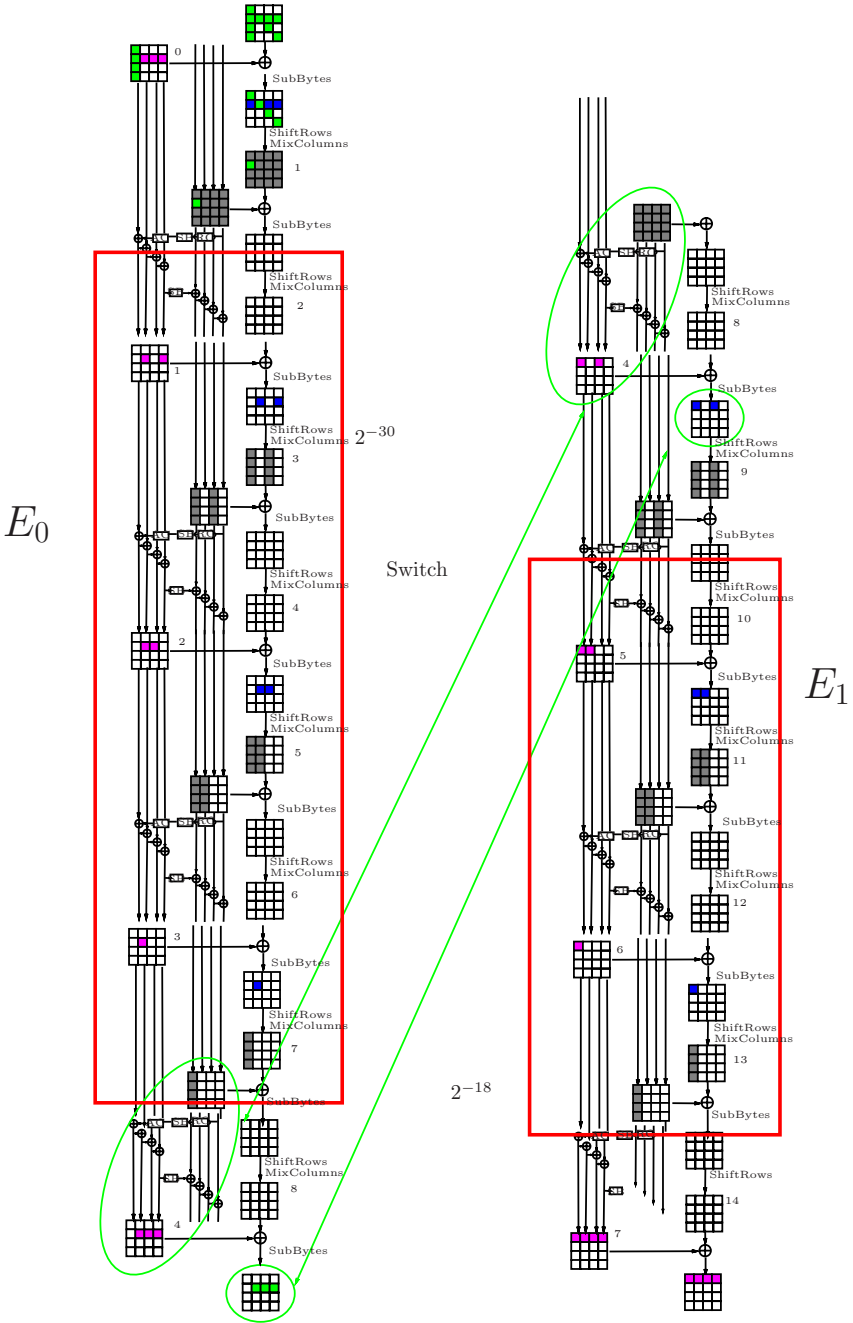 0
SubBytes
ShiftRows
MixColumns
1
SubBytes
ShiftRows
MixColumns
2
1
SubBytes
ShiftRows
MixColumns
2^{-30}
3
SubBytes
E_0
ShiftRows
MixColumns
4
2
SubBytes
ShiftRows
MixColumns
5
SubBytes
ShiftRows
MixColumns
6
3
SubBytes
ShiftRows
MixColumns
7
SubBytes
ShiftRows
MixColumns
8
4
SubBytes
Switch
SubBytes
ShiftRows
MixColumns
8
4
SubBytes
ShiftRows
MixColumns
9
SubBytes
ShiftRows
MixColumns
10
5
SubBytes
E_1
ShiftRows
MixColumns
11
SubBytes
ShiftRows
MixColumns
12
6
SubBytes
ShiftRows
MixColumns
13
2^{-18}
SubBytes
ShiftRows
14
7